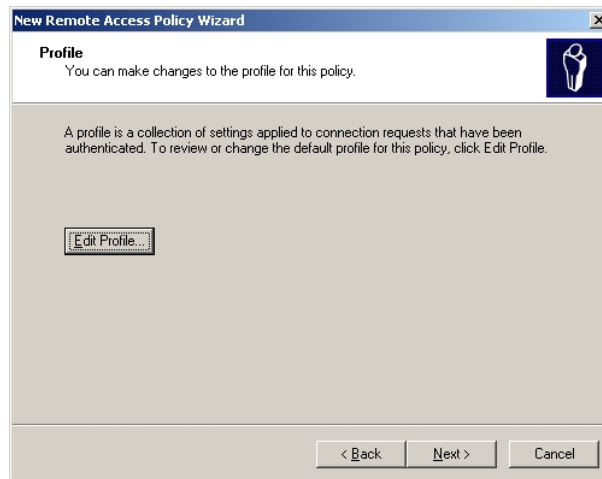 New Remote Access Policy Wizard
Profile
You can make changes to the profile for this policy.
A profile is a collection of settings applied to connection requests that have been
authenticated. To review or change the default profile for this policy, click Edit Profile.
Edit Profile...
< Back
Next >
Cancel